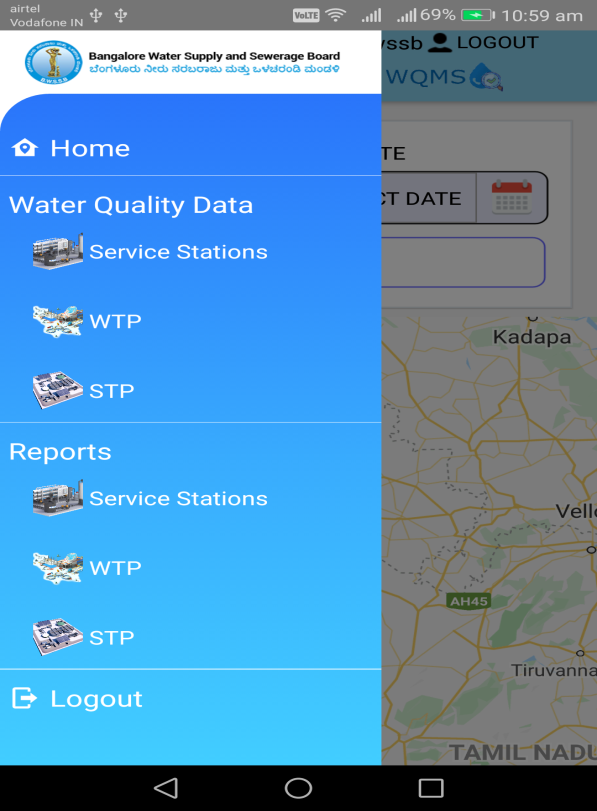 airtel
Vodafone IN
VoLTE
69%
10:59 am
Bangalore Water Supply and Sewerage Board
ಬೆಂಗಳೂರು ನೀರು ಸರಬರಾಜು ಮತ್ತು ಒಳಚರಂಡಿ ಮಂಡಳಿ
B.W.S.S.B
vssb LOGOUT
WQMS
Home
TE
CT DATE
Water Quality Data
Service Stations
WTP
STP
Kadapa
Reports
Service Stations
Vello
WTP
AH45
STP
Tiruvanna
Logout
TAMIL NADU